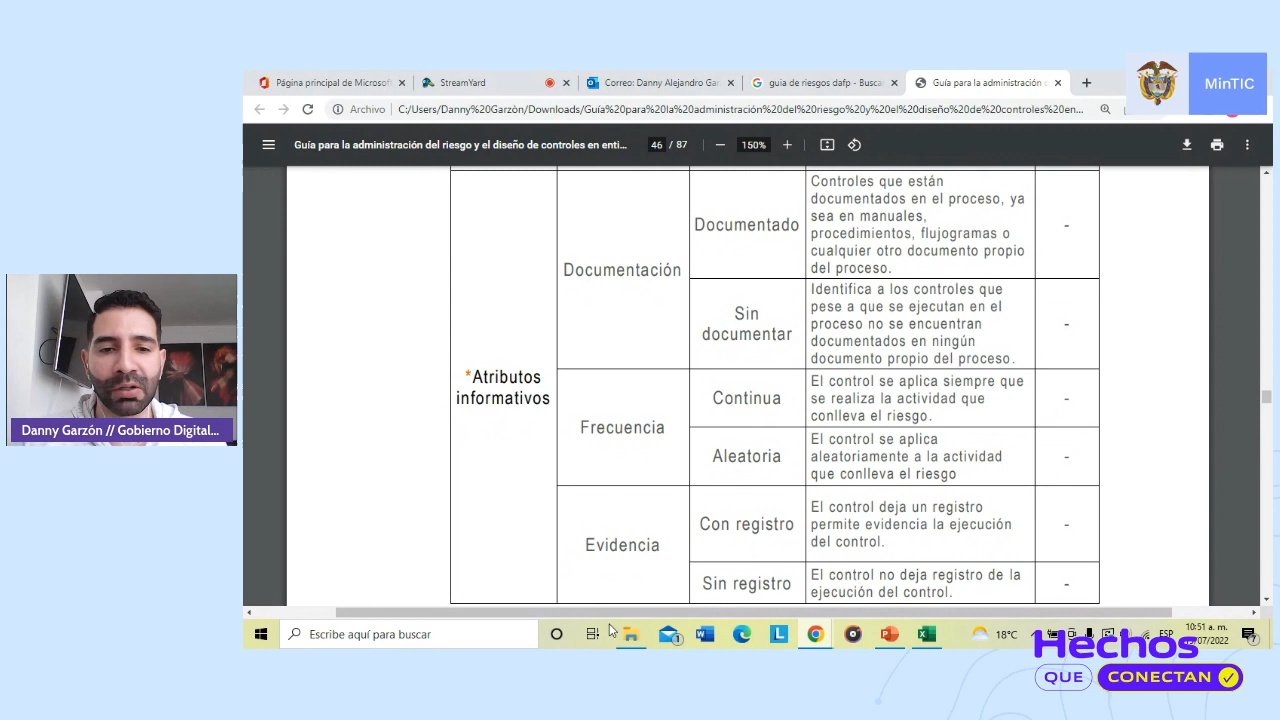 Página principal de Microsof
StreamYard
Correo: Danny Alejandro Gar
guia de riesgos dafp - Busca
Guía para la administración d
MinTIC
Archivo
C:/Users/Danny%20Garzón/Downloads/Guía%20para%20la%20administración%20del%20riesgo%20y%20el%20diseño%20de%20controles%20en...
Guía para la administración del riesgo y el diseño de controles en enti...
46 / 87
150%
*Atributos
informativos
Documentación
Documentado
Controles que están
documentados en el proceso, ya
sea en manuales,
procedimientos, flujogramas o
cualquier otro documento propio
del proceso.
-
Sin
documentar
Identifica a los controles que
pese a que se ejecutan en el
proceso no se encuentran
documentados en ningún
documento propio del proceso.
-
Frecuencia
Continua
El control se aplica siempre que
se realiza la actividad que
conlleva el riesgo.
-
Aleatoria
El control se aplica
aleatoriamente a la actividad
que conlleva el riesgo
-
Evidencia
Con registro
El control deja un registro
permite evidencia la ejecución
del control.
-
Sin registro
El control no deja registro de la
ejecución del control.
-
Danny Garzón // Gobierno Digital...
Escribe aquí para buscar
18°C
ESP
10:51 a. m.
/07/2022
Hechos
QUE CONECTAN